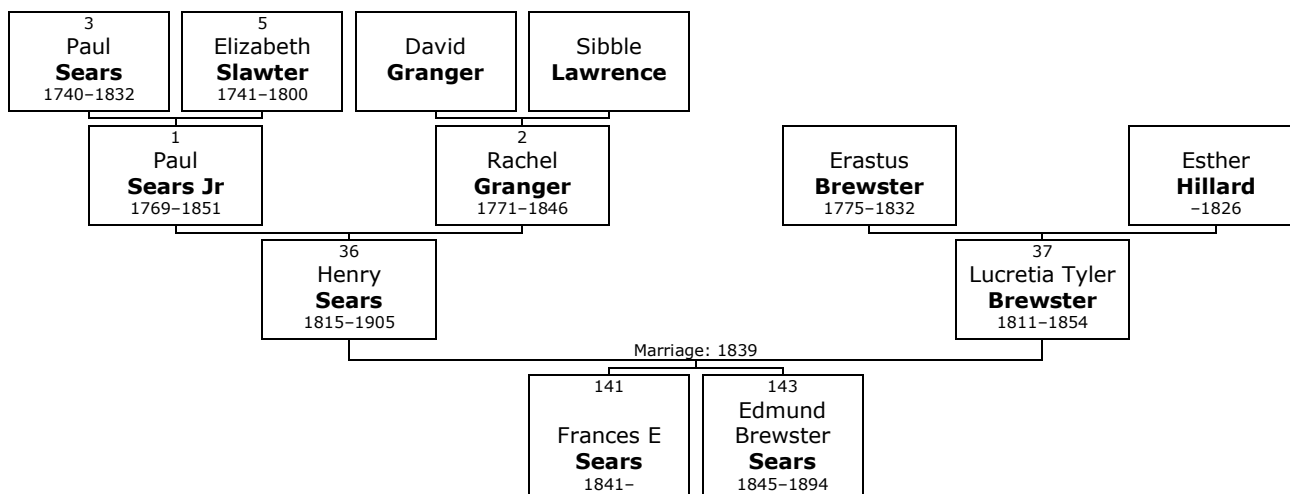 3
Paul
Sears
1740–1832
5
Elizabeth
Slawter
1741–1800
David
Granger
Sibble
Lawrence
1
Paul
Sears Jr
1769–1851
2
Rachel
Granger
1771–1846
Erastus
Brewster
1775–1832
Esther
Hillard
–1826
36
Henry
Sears
1815–1905
37
Lucretia Tyler
Brewster
1811–1854
Marriage: 1839
141
Frances E
Sears
1841–
143
Edmund
Brewster
Sears
1845–1894